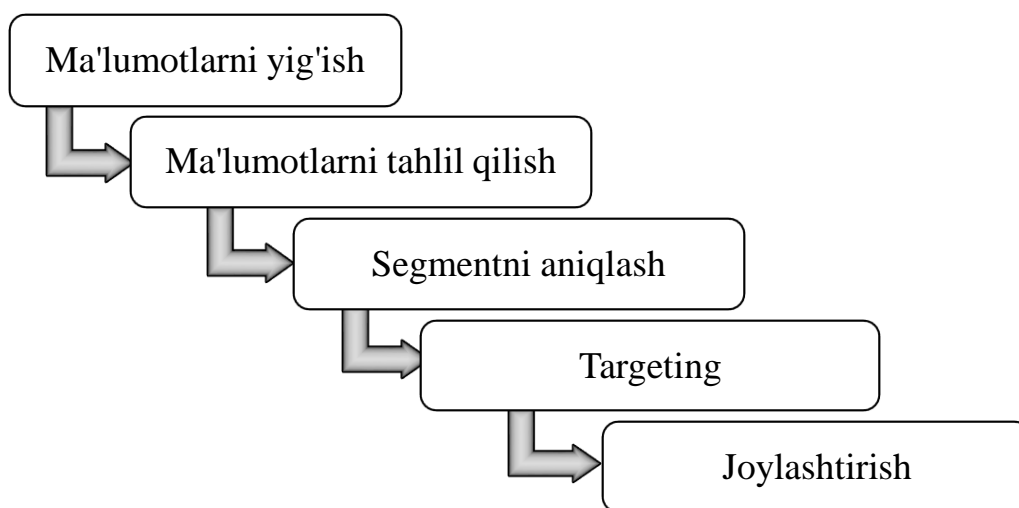 Ma'lumotlarni yig'ish
Ma'lumotlarni tahlil qilish
Segmentni aniqlash
Targeting
Joylashtirish